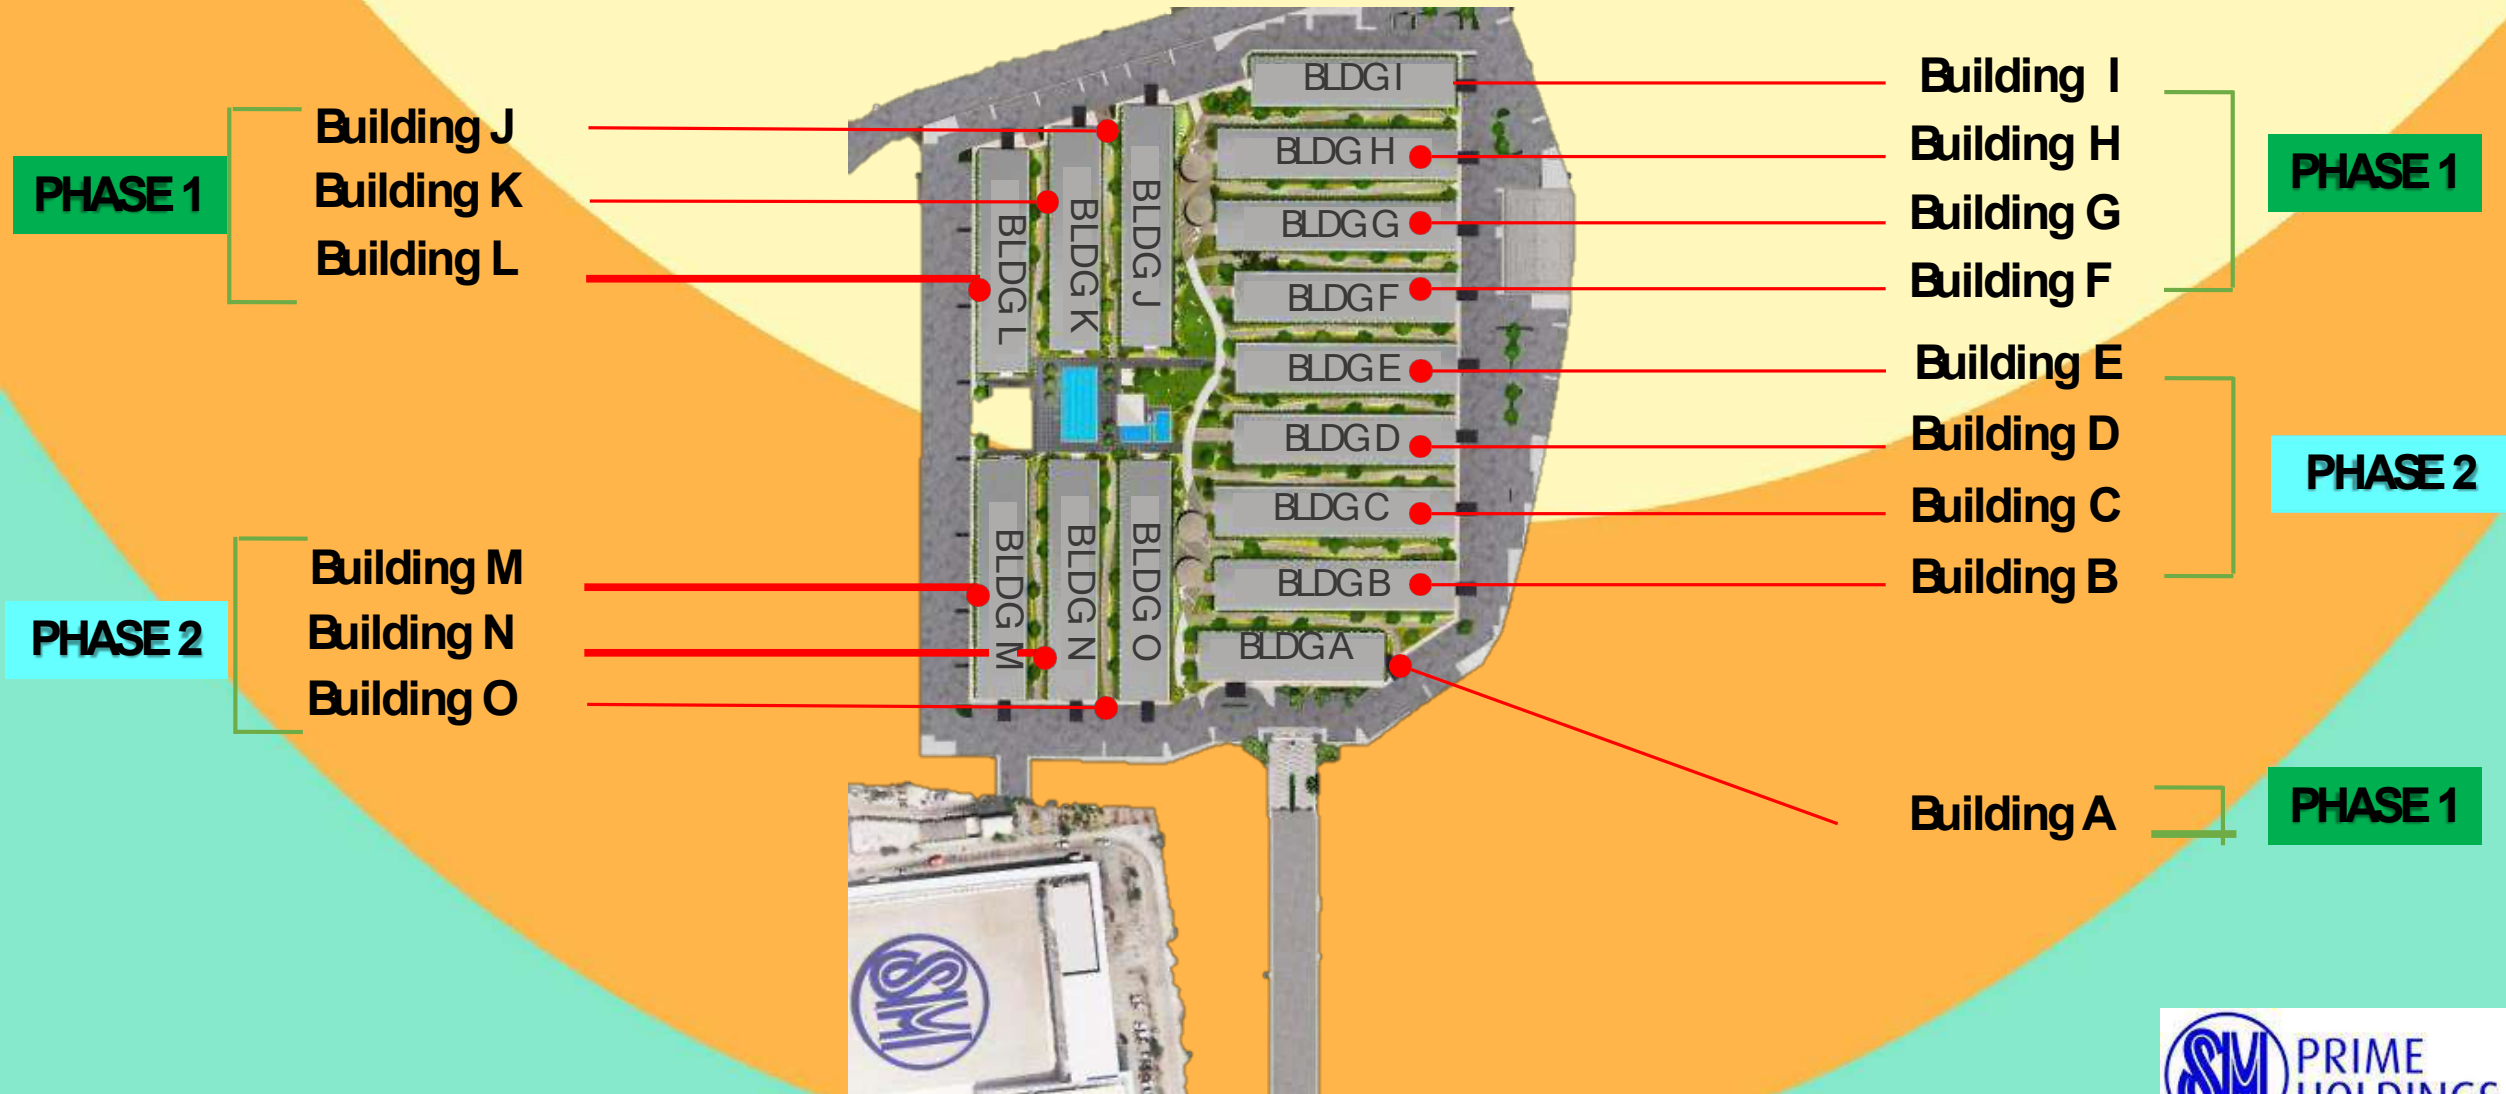 PHASE 1
Building J
Building K
Building L
PHASE 2
Building M
Building N
Building O
BLDG I
BLDG H
BLDG G
BLDG F
BLDG E
BLDG D
BLDG C
BLDG B
BLDG A
BLDG L
BLDG K
BLDG J
BLDG M
BLDG N
BLDG O
SM
Building I
Building H
Building G
Building F
PHASE 1
Building E
Building D
Building C
Building B
PHASE 2
Building A
PHASE 1
SM
PRIME
HOLDINGS